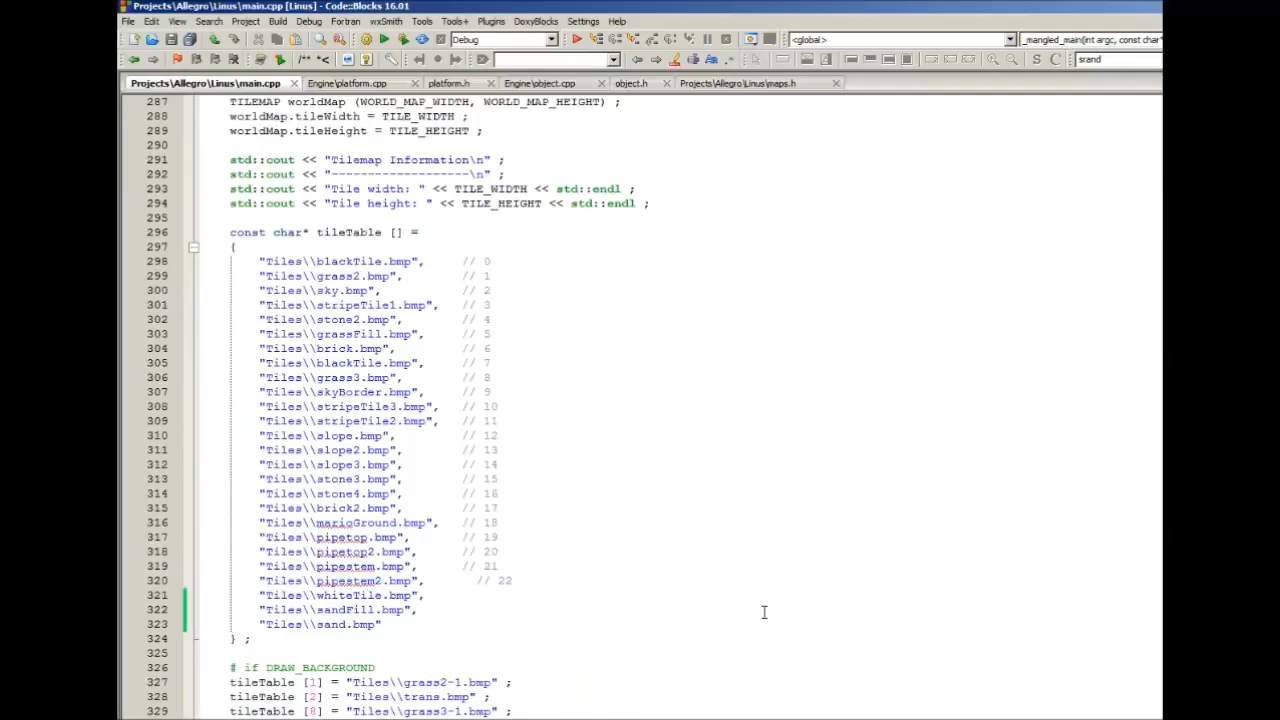 Projects\Allegro\Linus\main.cpp [Linus] - Code::Blocks 16.01
File Edit View Search Project Build Debug Fortran wxSmith Tools Tools+ Plugins DoxyBlocks Settings Help
Debug <global> _mangled_main(int argc, const char*
/** *< srand
Projects\Allegro\Linus\main.cpp Engine\platform.cpp platform.h Engine\object.cpp object.h Projects\Allegro\Linus\maps.h
287 TILEMAP worldMap (WORLD_MAP_WIDTH, WORLD_MAP_HEIGHT) ;
288 worldMap.tileWidth = TILE_WIDTH ;
289 worldMap.tileHeight = TILE_HEIGHT ;
290
291 std::cout << "Tilemap Information\n" ;
292 std::cout << "-------------------\n" ;
293 std::cout << "Tile width: " << TILE_WIDTH << std::endl ;
294 std::cout << "Tile height: " << TILE_HEIGHT << std::endl ;
295
296 const char* tileTable [] =
297 {
298 "Tiles\\blackTile.bmp", // 0
299 "Tiles\\grass2.bmp", // 1
300 "Tiles\\sky.bmp", // 2
301 "Tiles\\stripeTile1.bmp", // 3
302 "Tiles\\stone2.bmp", // 4
303 "Tiles\\grassFill.bmp", // 5
304 "Tiles\\brick.bmp", // 6
305 "Tiles\\blackTile.bmp", // 7
306 "Tiles\\grass3.bmp", // 8
307 "Tiles\\skyBorder.bmp", // 9
308 "Tiles\\stripeTile3.bmp", // 10
309 "Tiles\\stripeTile2.bmp", // 11
310 "Tiles\\slope.bmp", // 12
311 "Tiles\\slope2.bmp", // 13
312 "Tiles\\slope3.bmp", // 14
313 "Tiles\\stone3.bmp", // 15
314 "Tiles\\stone4.bmp", // 16
315 "Tiles\\brick2.bmp", // 17
316 "Tiles\\marioGround.bmp", // 18
317 "Tiles\\pipetop.bmp", // 19
318 "Tiles\\pipetop2.bmp", // 20
319 "Tiles\\pipestem.bmp", // 21
320 "Tiles\\pipestem2.bmp", // 22
321 "Tiles\\whiteTile.bmp",
322 "Tiles\\sandFill.bmp",
323 "Tiles\\sand.bmp"
324 } ;
325
326 # if DRAW_BACKGROUND
327 tileTable [1] = "Tiles\\grass2-1.bmp" ;
328 tileTable [2] = "Tiles\\trans.bmp" ;
329 tileTable [8] = "Tiles\\grass3-1.bmp" ;